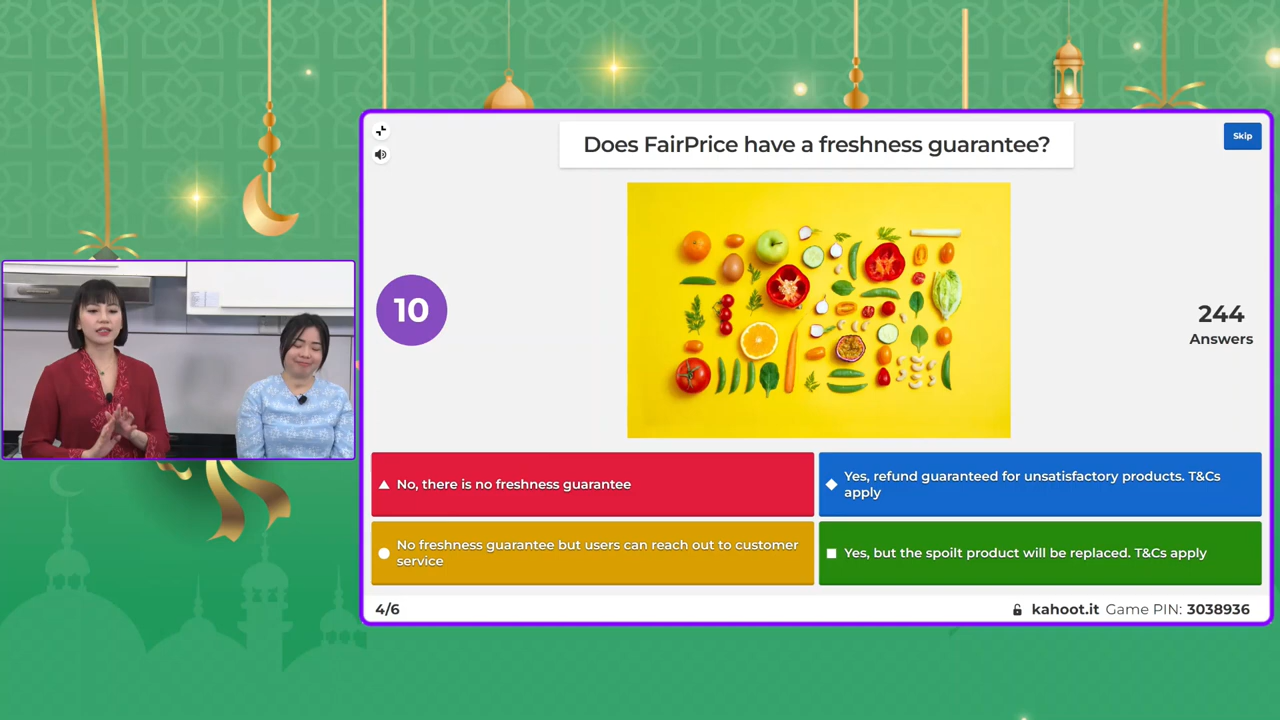 Does FairPrice have a freshness guarantee?
Skip
10
244
Answers
No, there is no freshness guarantee
Yes, refund guaranteed for unsatisfactory products. T&Cs
apply
No freshness guarantee but users can reach out to customer
service
Yes, but the spoilt product will be replaced. T&Cs apply
4/6
kahoot.it Game PIN: 3038936